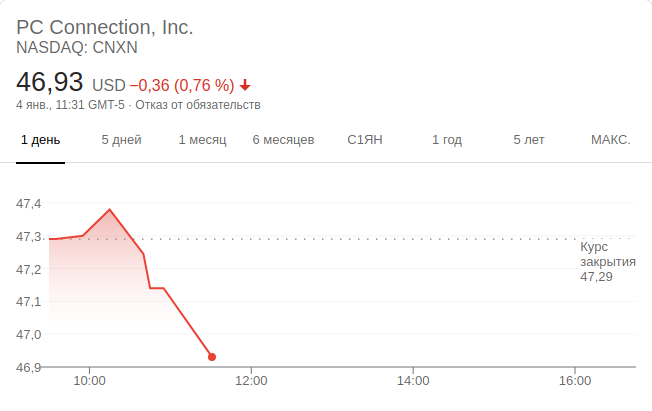 PC Connection, Inc.
NASDAQ: CNXN
46,93 USD −0,36 (0,76 %)
4 янв., 11:31 GMT-5 · Отказ от обязательств
1 день 5 дней 1 месяц 6 месяцев С1ЯН 1 год 5 лет МАКС.
47,4
47,3
Курс
закрытия
47,29
47,2
47,1
47,0
46,9
10:00 12:00 14:00 16:00